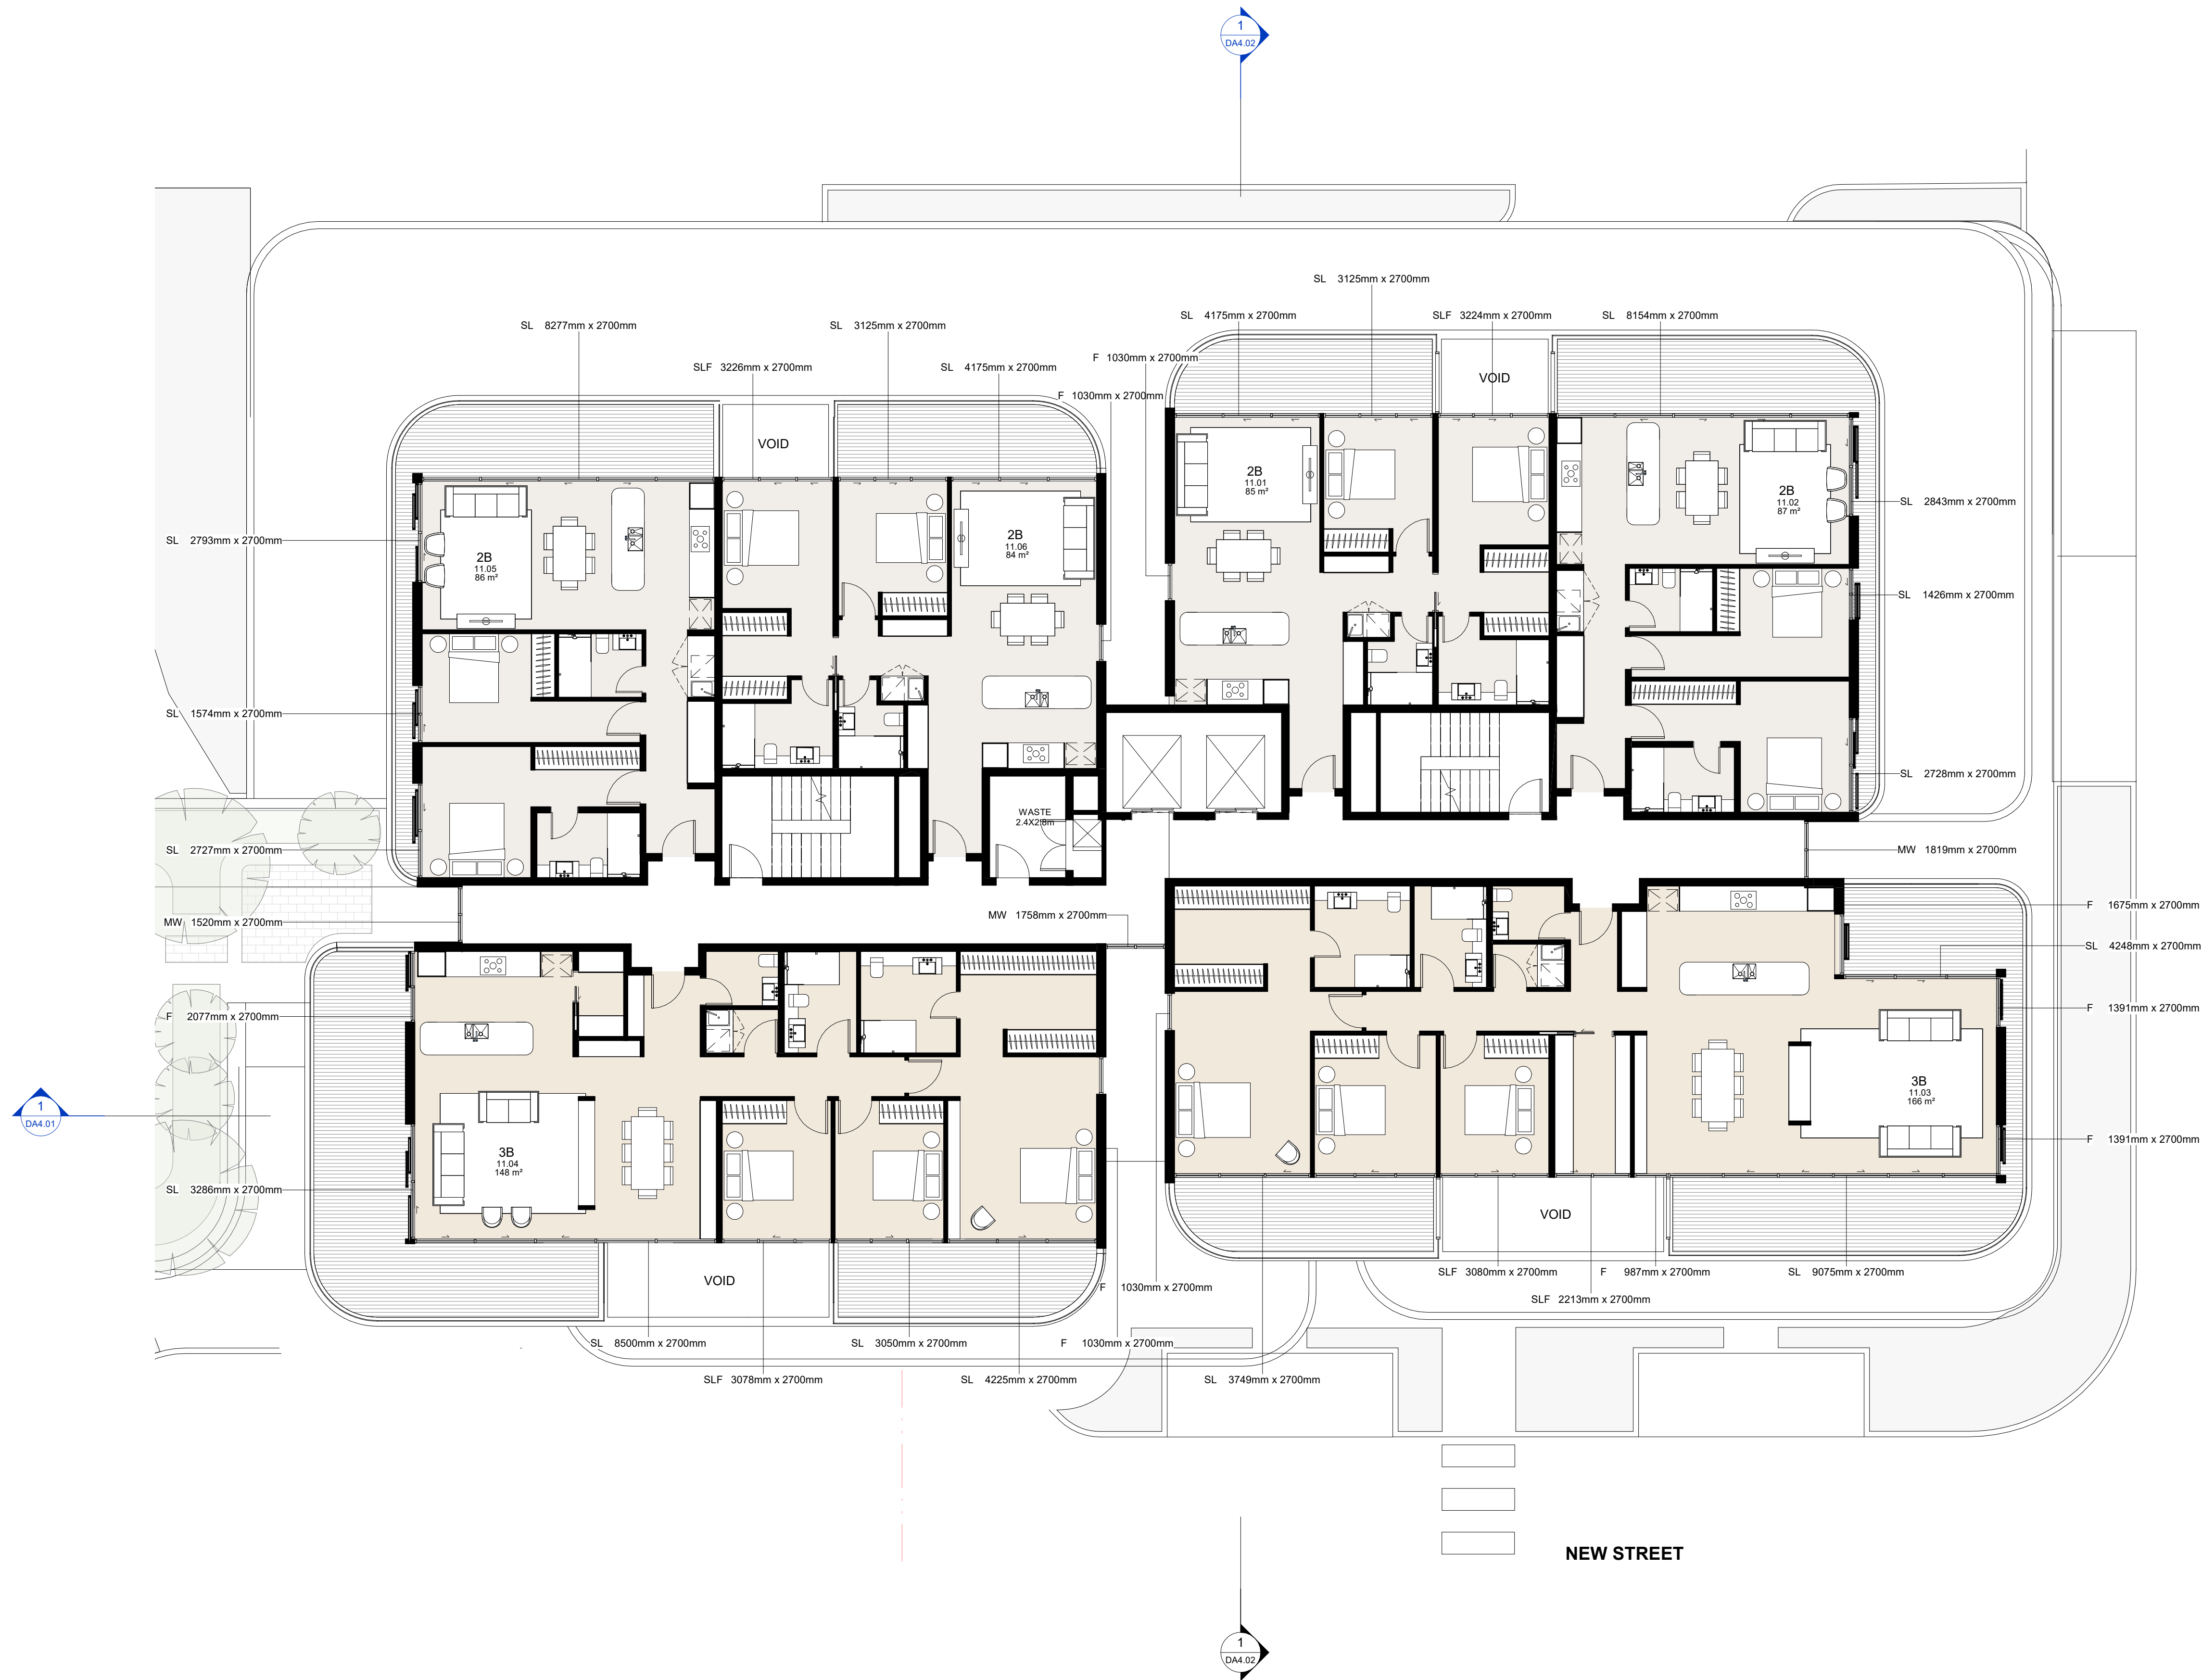 1
DA4.02
SL 3125mm x 2700mm
SL 4175mm x 2700mm
SLF 3224mm x 2700mm
SL 8154mm x 2700mm
SL 8277mm x 2700mm
SL 3125mm x 2700mm
F 1030mm x 2700mm
SLF 3226mm x 2700mm
SL 4175mm x 2700mm
VOID
F 1030mm x 2700mm
VOID
2B
11.01
85 m²
2B
11.02
87 m²
SL 2843mm x 2700mm
2B
11.06
84 m²
SL 2793mm x 2700mm
2B
11.05
86 m²
SL 1426mm x 2700mm
SL 1574mm x 2700mm
SL 2728mm x 2700mm
WASTE
2.4X2.8m
SL 2727mm x 2700mm
MW 1819mm x 2700mm
F 1675mm x 2700mm
MW 1520mm x 2700mm
MW 1758mm x 2700mm
SL 4248mm x 2700mm
F 2077mm x 2700mm
F 1391mm x 2700mm
3B
11.03
166 m²
1
DA4.01
F 1391mm x 2700mm
3B
11.04
148 m²
SL 3286mm x 2700mm
VOID
VOID
SLF 3080mm x 2700mm
F 987mm x 2700mm
SL 9075mm x 2700mm
F 1030mm x 2700mm
SLF 2213mm x 2700mm
SL 8500mm x 2700mm
SL 3050mm x 2700mm
F 1030mm x 2700mm
SLF 3078mm x 2700mm
SL 4225mm x 2700mm
SL 3749mm x 2700mm
NEW STREET
1
DA4.02